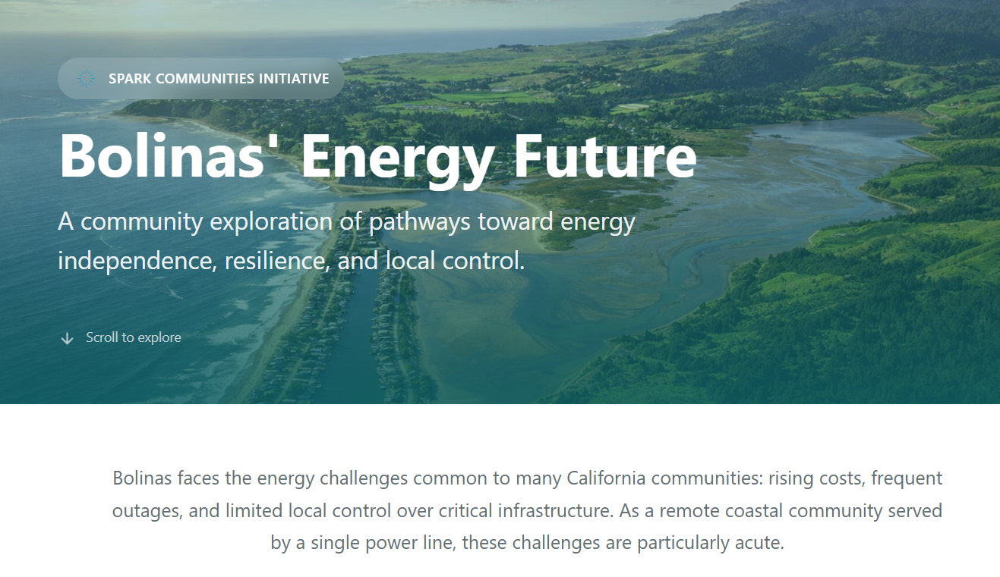 SPARK COMMUNITIES INITIATIVE
Bolinas' Energy Future
A community exploration of pathways toward energy
independence, resilience, and local control.
Scroll to explore
Bolinas faces the energy challenges common to many California communities: rising costs, frequent
outages, and limited local control over critical infrastructure. As a remote coastal community served
by a single power line, these challenges are particularly acute.